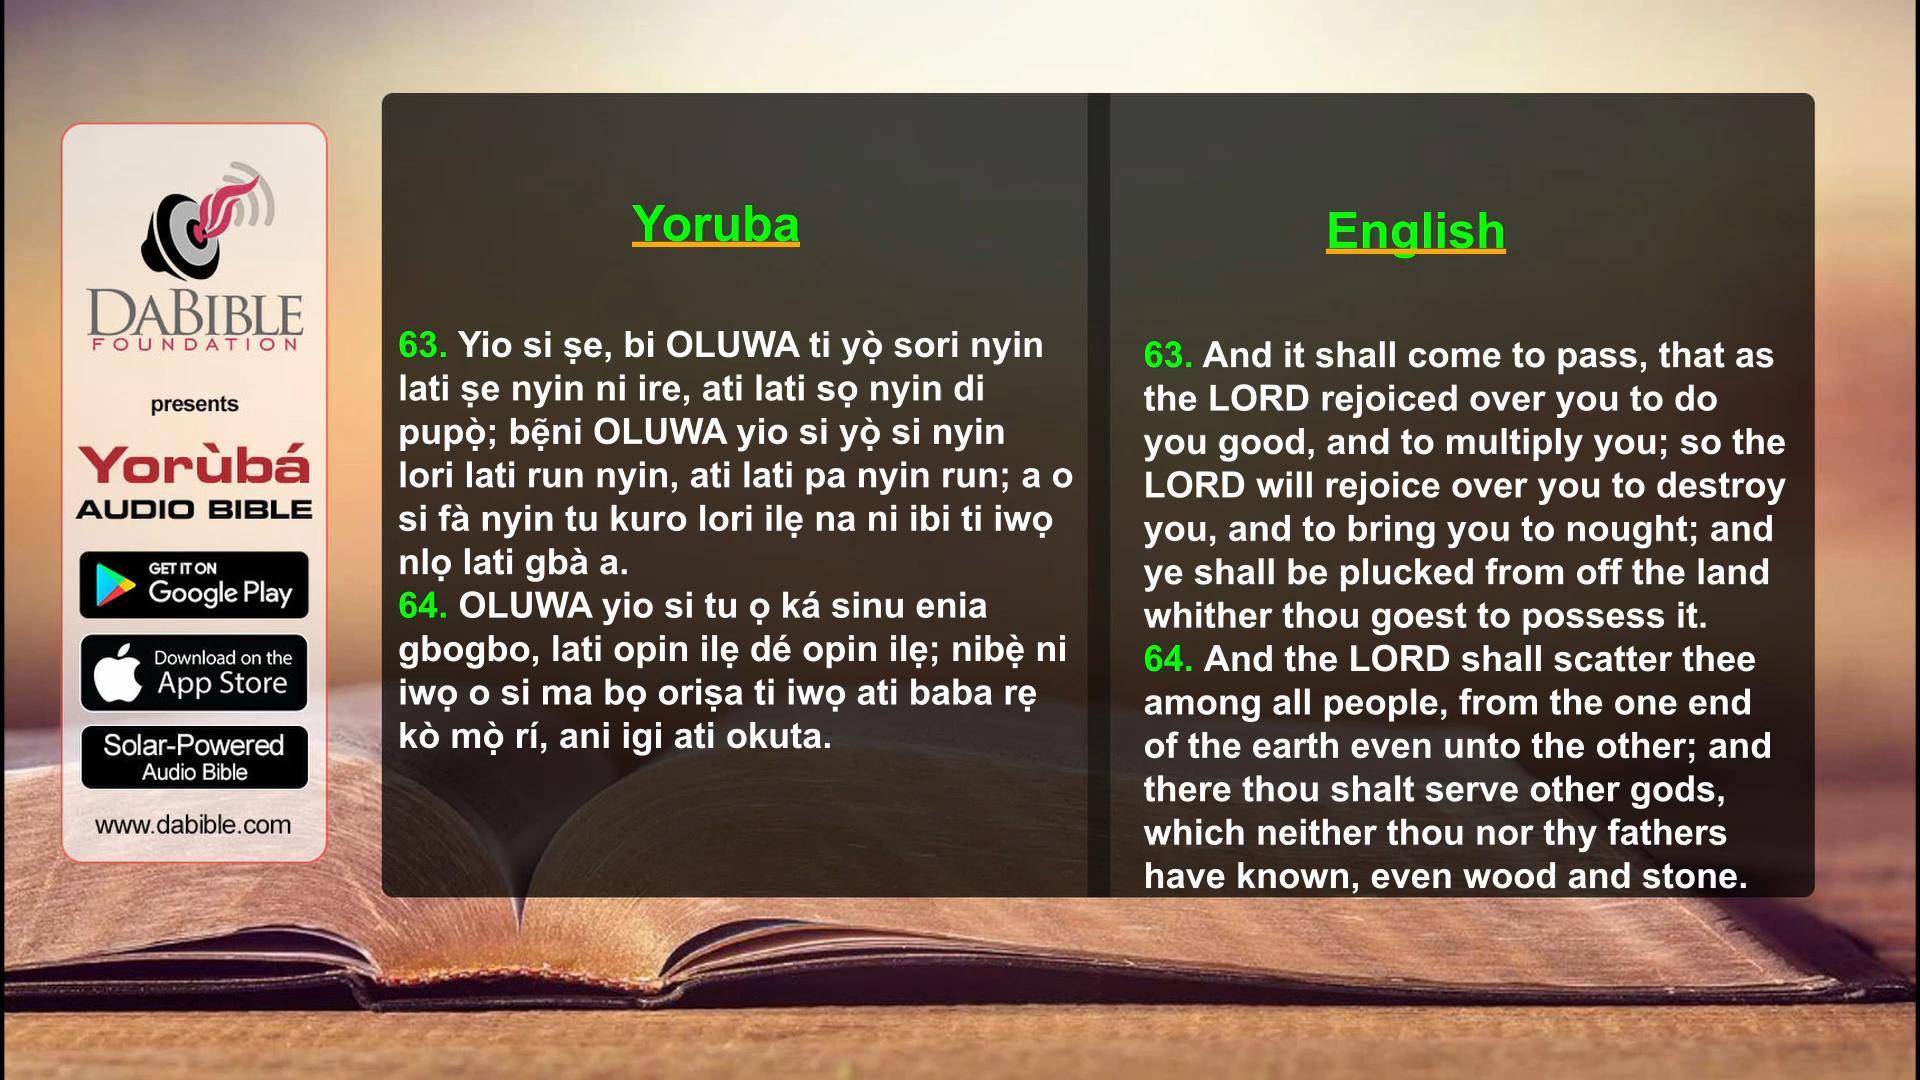 DABIBLE
FOUNDATION
presents
Yorùbá
AUDIO BIBLE
GET IT ON
Google Play
Download on the
App Store
Solar-Powered
Audio Bible
www.dabible.com
Yoruba
63. Yio si ṣe, bi OLUWA ti yọ̀ sori nyin
lati ṣe nyin ni ire, ati lati sọ nyin di
pupọ̀; bẹ̃ni OLUWA yio si yọ̀ si nyin
lori lati run nyin, ati lati pa nyin run; a o
si fà nyin tu kuro lori ilẹ na ni ibi ti iwọ
nlọ lati gbà a.
64. OLUWA yio si tu ọ ká sinu enia
gbogbo, lati opin ilẹ dé opin ilẹ; nibẹ̀ ni
iwọ o si ma bọ oriṣa ti iwọ ati baba rẹ
kò mọ̀ rí, ani igi ati okuta.
English
63. And it shall come to pass, that as
the LORD rejoiced over you to do
you good, and to multiply you; so the
LORD will rejoice over you to destroy
you, and to bring you to nought; and
ye shall be plucked from off the land
whither thou goest to possess it.
64. And the LORD shall scatter thee
among all people, from the one end
of the earth even unto the other; and
there thou shalt serve other gods,
which neither thou nor thy fathers
have known, even wood and stone.